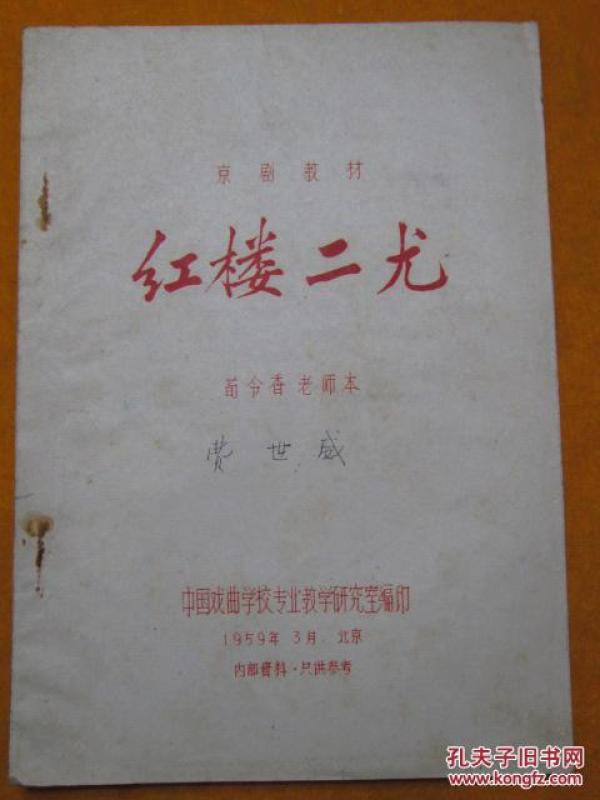 京剧教材
红楼二尤
荀令香老师本
费世威
中国戏曲学校专业教学研究室编印
1959年3月.北京
内部资料·只供参考
孔夫子旧书网
www.kongfz.com